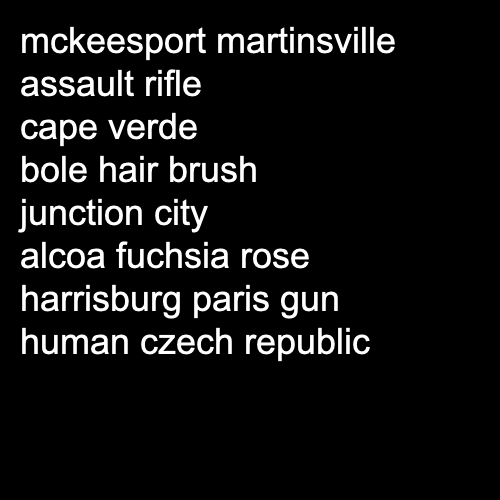 mckeesport martinsville
assault rifle
cape verde
bole hair brush
junction city
alcoa fuchsia rose
harrisburg paris gun
human czech republic